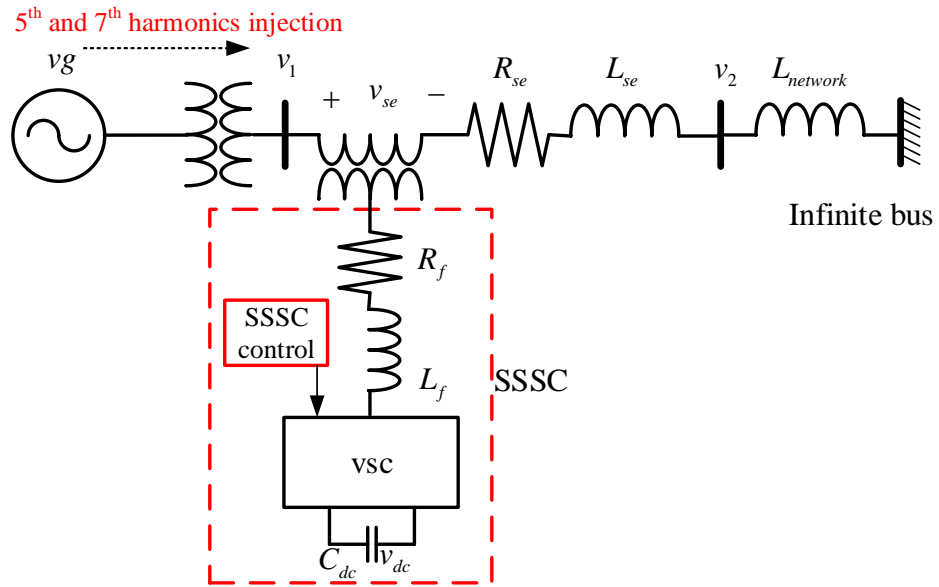 5th and 7th harmonics injection
vg
v1
+ vse −
Rse
Lse
v2
Lnetwork
Infinite bus
Rf
SSSC
control
Lf
SSSC
vsc
Cdc
vdc